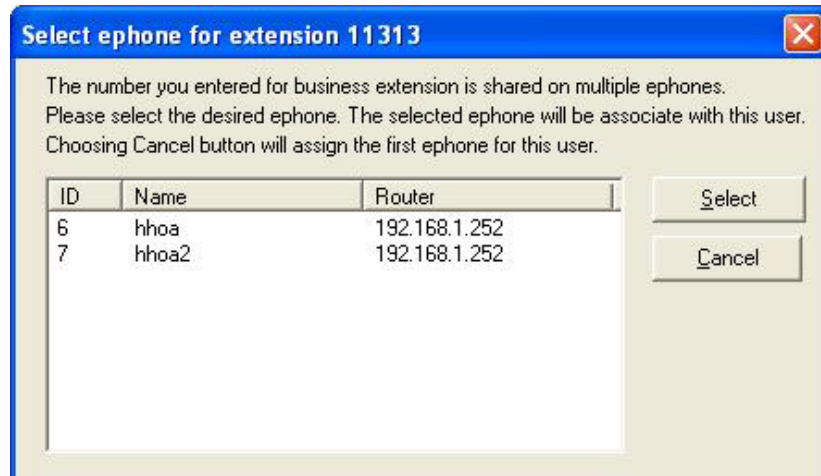 Select ephone for extension 11313
The number you entered for business extension is shared on multiple ephones.
Please select the desired ephone. The selected ephone will be associate with this user.
Choosing Cancel button will assign the first ephone for this user.
ID Name Router
6 hhoa 192.168.1.252
7 hhoa2 192.168.1.252
Select
Cancel